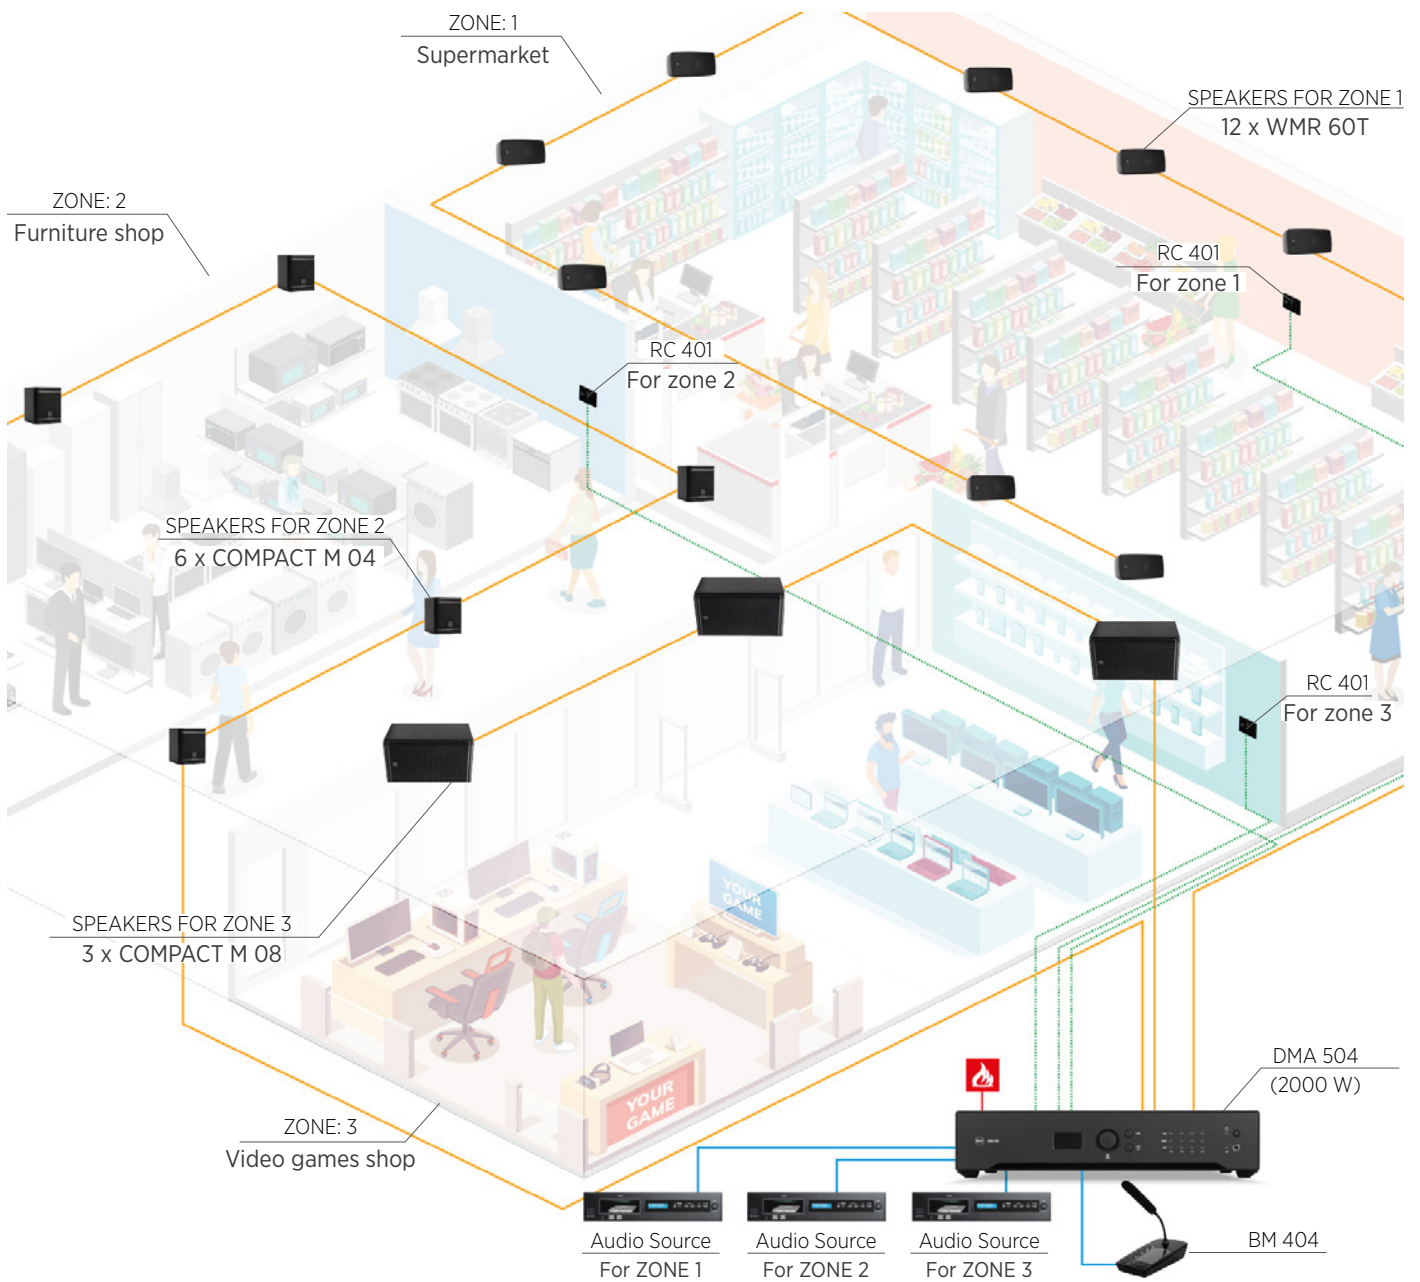 ZONE: 1
Supermarket
SPEAKERS FOR ZONE 1
12 x WMR 60T
ZONE: 2
Furniture shop
RC 401
For zone 1
RC 401
For zone 2
SPEAKERS FOR ZONE 2
6 x COMPACT M 04
RC 401
For zone 3
SPEAKERS FOR ZONE 3
3 x COMPACT M 08
YOUR
GAME
YOUR
GAME
DMA 504
(2000 W)
ZONE: 3
Video games shop
BM 404
Audio Source
For ZONE 1
Audio Source
For ZONE 2
Audio Source
For ZONE 3